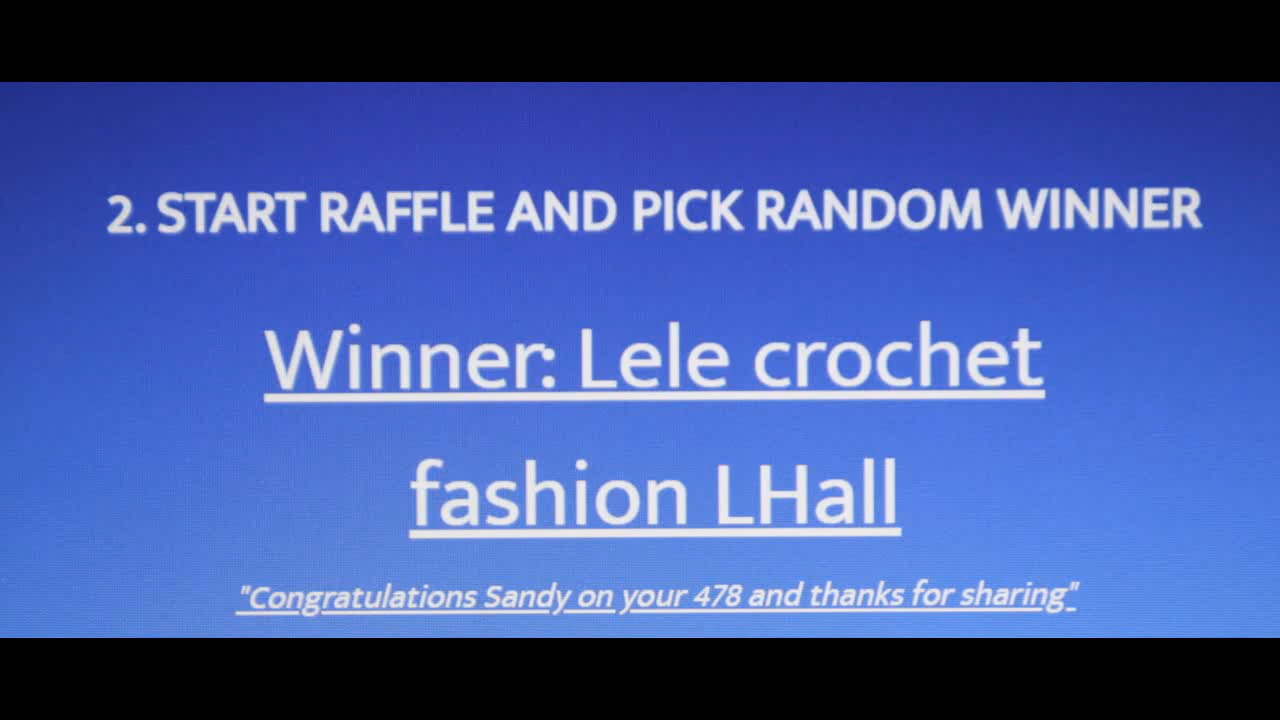 2. START RAFFLE AND PICK RANDOM WINNER
Winner: Lele crochet
fashion LHall
"Congratulations Sandy on your 478 and thanks for sharing"